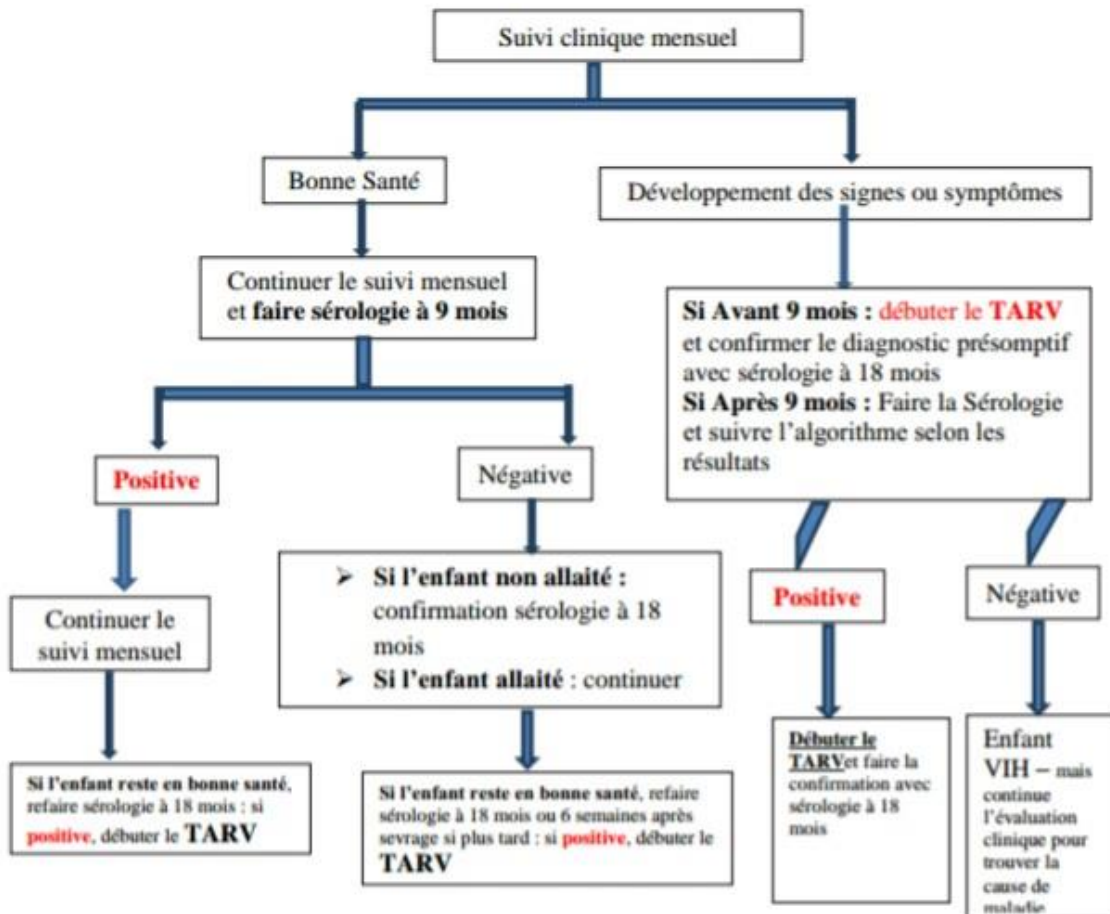 Suivi clinique mensuel
Bonne Santé
Développement des signes ou symptômes
Continuer le suivi mensuel
et faire sérologie à 9 mois
Si Avant 9 mois : débuter le TARV
et confirmer le diagnostic présomptif
avec sérologie à 18 mois
Si Après 9 mois : Faire la Sérologie
et suivre l'algorithme selon les
résultats
Positive
Négative
➢ Si l'enfant non allaité :
confirmation sérologie à 18
mois
➢ Si l'enfant allaité : continuer
Positive
Négative
Continuer le
suivi mensuel
Si l'enfant reste en bonne santé,
refaire sérologie à 18 mois : si
positive, débuter le TARV
Si l'enfant reste en bonne santé, refaire
sérologie à 18 mois ou 6 semaines après
sevrage si plus tard : si positive, débuter le
TARV
Débuter le
TARVet faire la
confirmation avec
sérologie à 18
mois
Enfant
VIH – mais
continue
l'évaluation
clinique pour
trouver la
cause de
maladie